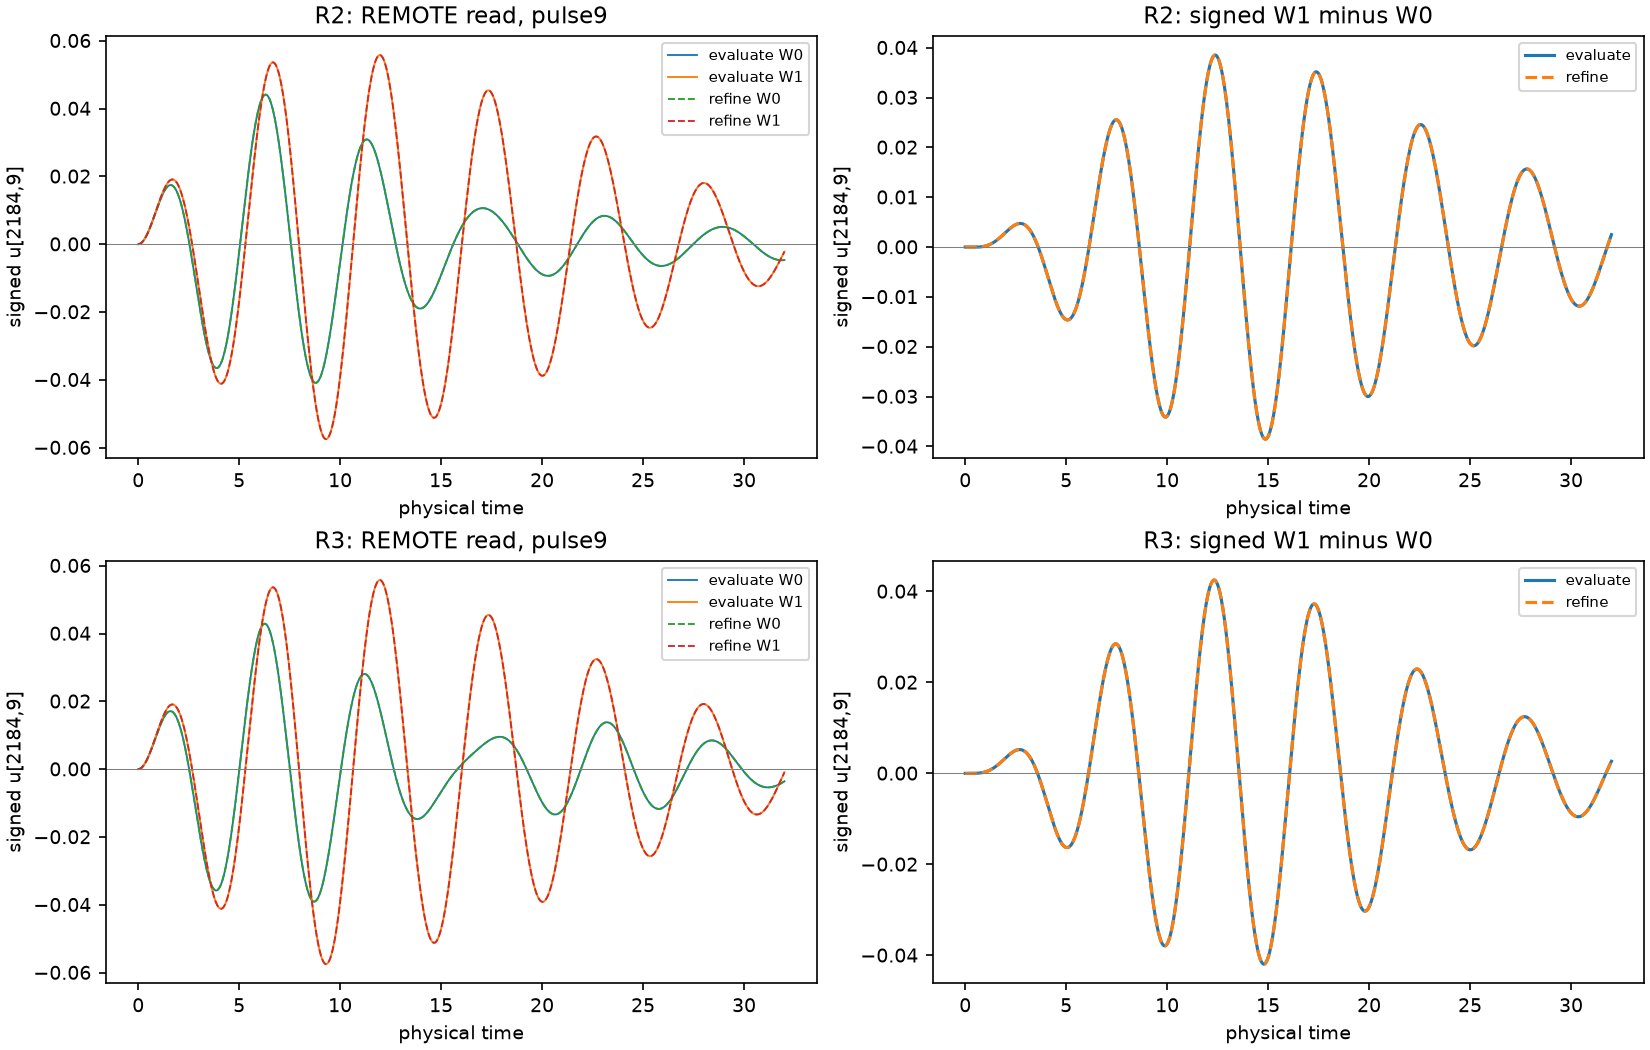 R2: REMOTE read, pulse9
signed u[2184,9]
0.06
0.04
0.02
0.00
−0.02
−0.04
−0.06
evaluate W0
evaluate W1
refine W0
refine W1
0 5 10 15 20 25 30
physical time
R2: signed W1 minus W0
signed u[2184,9]
0.04
0.03
0.02
0.01
0.00
−0.01
−0.02
−0.03
−0.04
evaluate
refine
0 5 10 15 20 25 30
physical time
R3: REMOTE read, pulse9
signed u[2184,9]
0.06
0.04
0.02
0.00
−0.02
−0.04
−0.06
evaluate W0
evaluate W1
refine W0
refine W1
0 5 10 15 20 25 30
physical time
R3: signed W1 minus W0
signed u[2184,9]
0.04
0.02
0.00
−0.02
−0.04
evaluate
refine
0 5 10 15 20 25 30
physical time